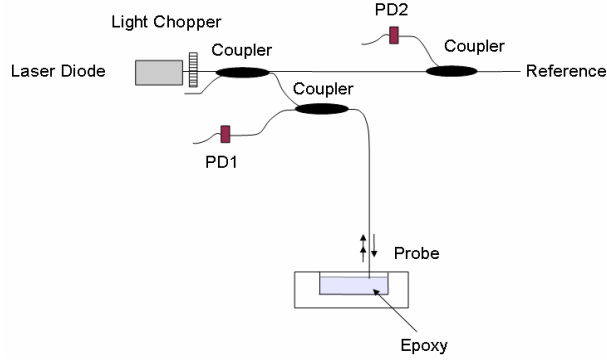 PD2
Light Chopper
Coupler
Coupler
Laser Diode
Reference
Coupler
PD1
Probe
Epoxy